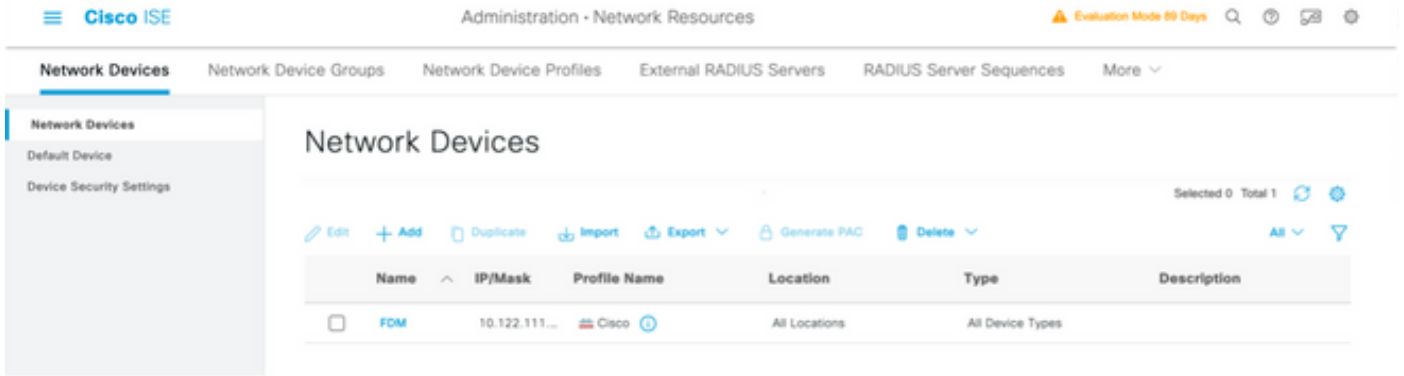 Cisco ISE Administration · Network Resources Evaluation Mode 89 Days
Network Devices Network Device Groups Network Device Profiles External RADIUS Servers RADIUS Server Sequences More
Network Devices
Default Device
Device Security Settings
Network Devices
Selected 0 Total 1
Edit Add Duplicate Import Export Generate PAC Delete All
Name IP/Mask Profile Name Location Type Description
FDM 10.122.111... Cisco All Locations All Device Types